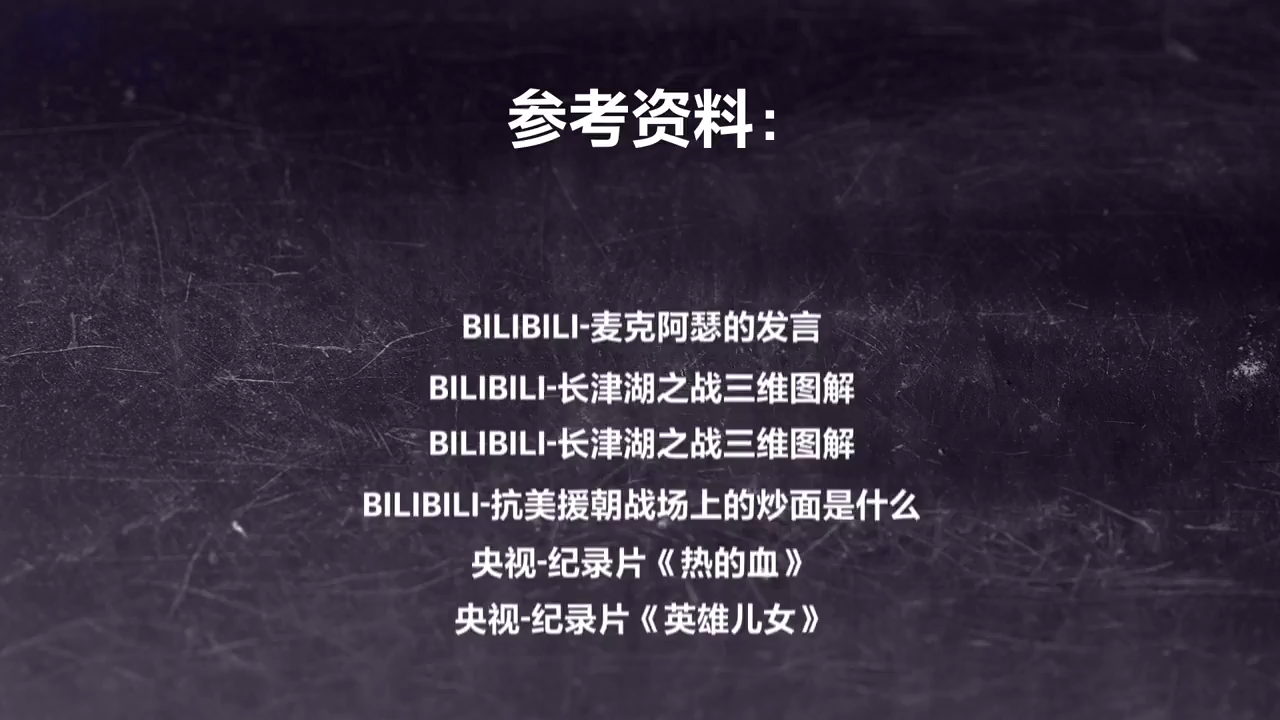 参考资料：
BILIBILI-麦克阿瑟的发言
BILIBILI-长津湖之战三维图解
BILIBILI-长津湖之战三维图解
BILIBILI-抗美援朝战场上的炒面是什么
央视-纪录片《热的血》
央视-纪录片《英雄儿女》